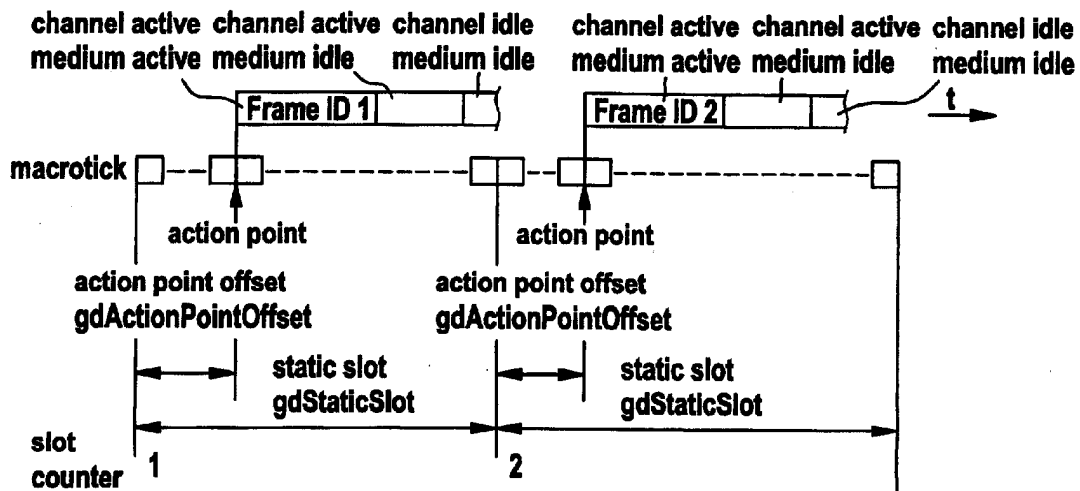 channel active channel active channel idle channel active channel active channel idle
medium active medium idle medium idle medium active medium idle medium idle
Frame ID 1 Frame ID 2 t
macrotick
action point action point
action point offset action point offset
gdActionPointOffset gdActionPointOffset
static slot static slot
gdStaticSlot gdStaticSlot
slot
counter 1 2